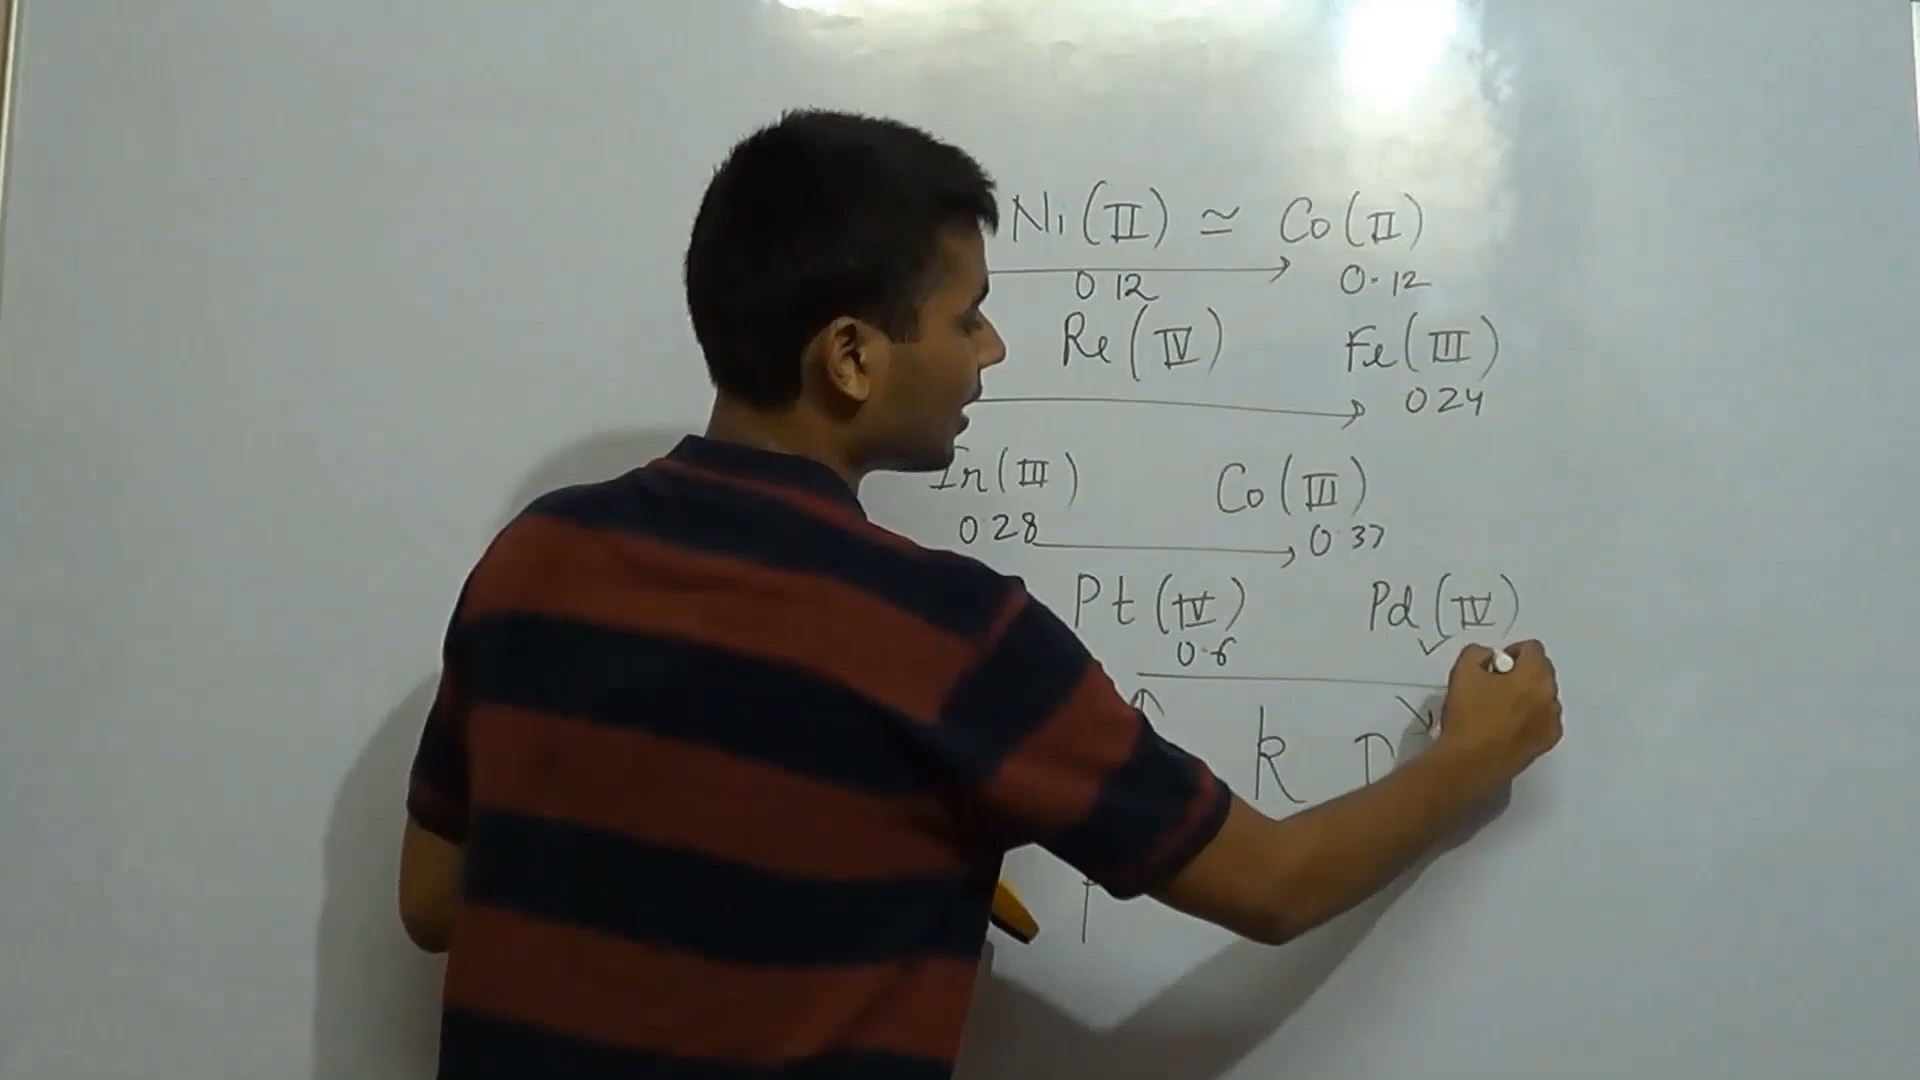 Ni (II) ≃ Co (II)
0 12 0.12
Re (IV) Fe (III)
0 24
Ir (III) Co (III)
0 28 0 37
Pt (IV) Pd (IV)
0.6
k